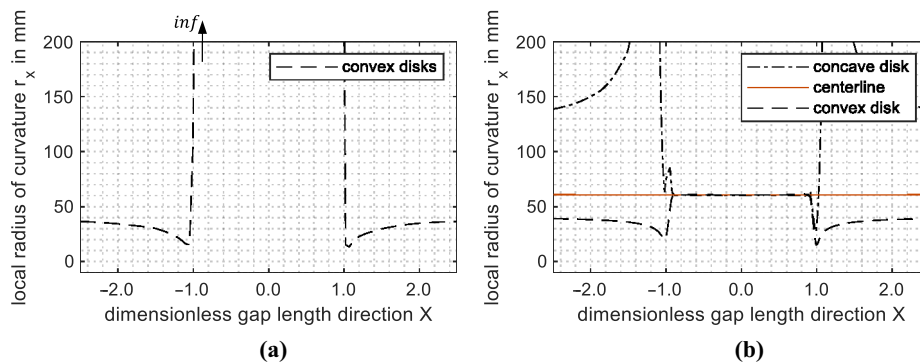 inf
local radius of curvature r_x in mm
200
150
100
50
0
convex disks
−2.0 −1.0 0.0 1.0 2.0
dimensionless gap length direction X
(a)
local radius of curvature r_x in mm
200
150
100
50
0
concave disk
centerline
convex disk
−2.0 −1.0 0.0 1.0 2.0
dimensionless gap length direction X
(b)